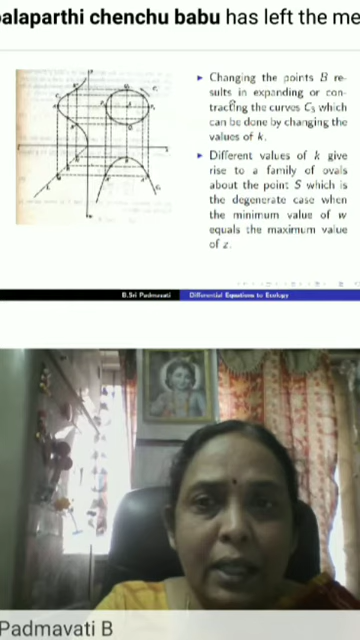 palaparthi chenchu babu has left the me
▸ Changing the points B re-
sults in expanding or con-
tracting the curves C₃ which
can be done by changing the
values of k.
▸ Different values of k give
rise to a family of ovals
about the point S which is
the degenerate case when
the minimum value of w
equals the maximum value
of z.
B.Sri Padmavati Differential Equations to Ecology
Padmavati B